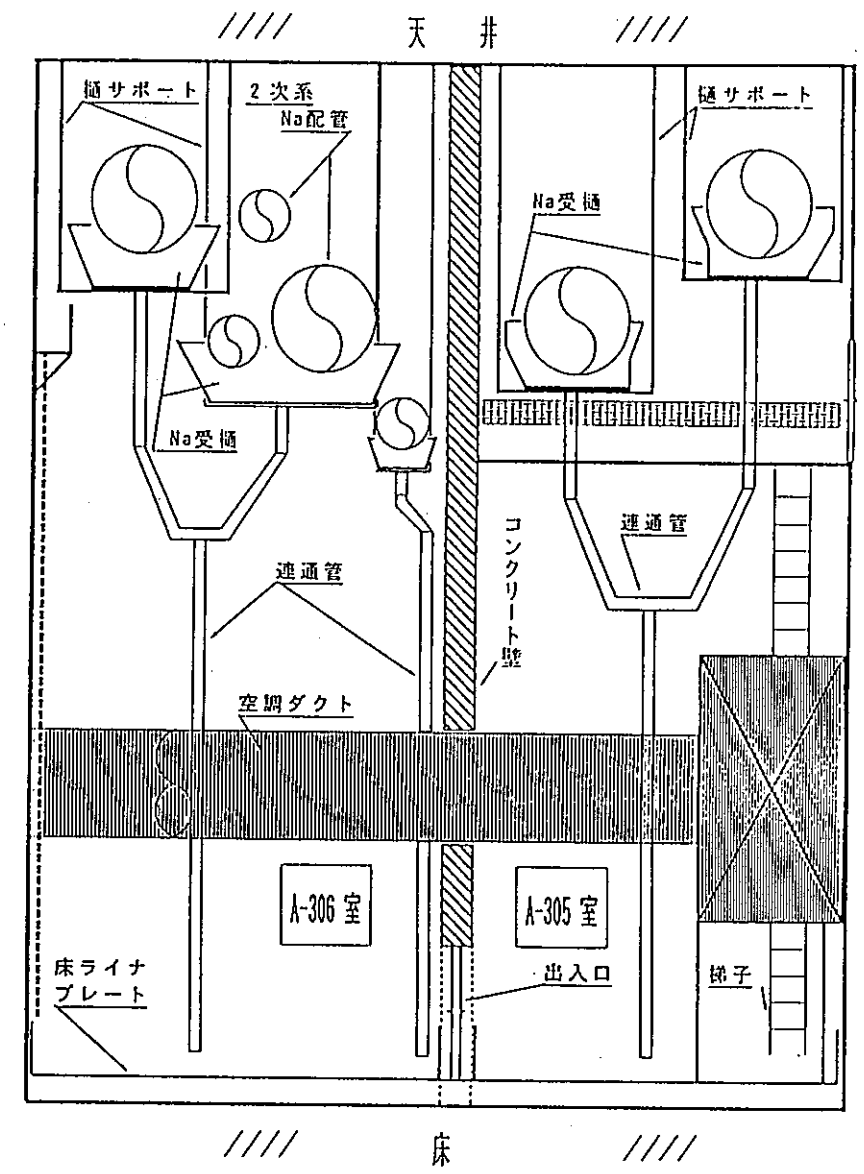 天井
樋サポート
2次系
Na配管
樋サポート
Na受樋
Na受樋
連通管
コンクリート壁
連通管
空調ダクト
A-306室
A-305室
床ライナ
プレート
出入口
梯子
床